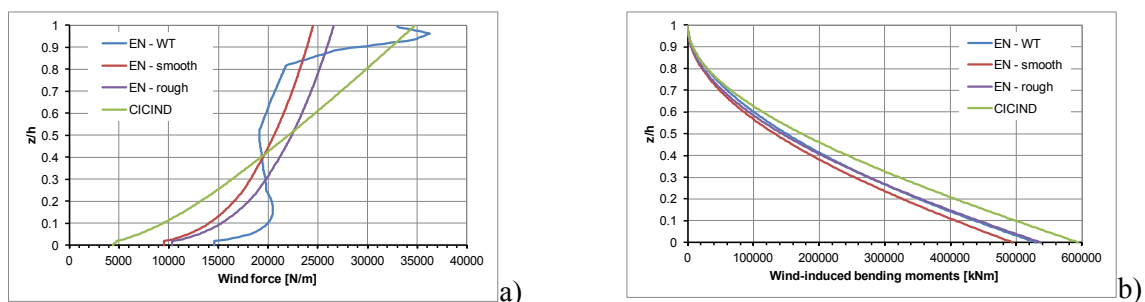 1
0.9
0.8
0.7
0.6
0.5
0.4
0.3
0.2
0.1
0
z/h
EN - WT
EN - smooth
EN - rough
CICIND
0 5000 10000 15000 20000 25000 30000 35000 40000
Wind force [N/m]
a)
1
0.9
0.8
0.7
0.6
0.5
0.4
0.3
0.2
0.1
0
z/h
EN - WT
EN - smooth
EN - rough
CICIND
0 100000 200000 300000 400000 500000 600000
Wind-induced bending moments [kNm]
b)